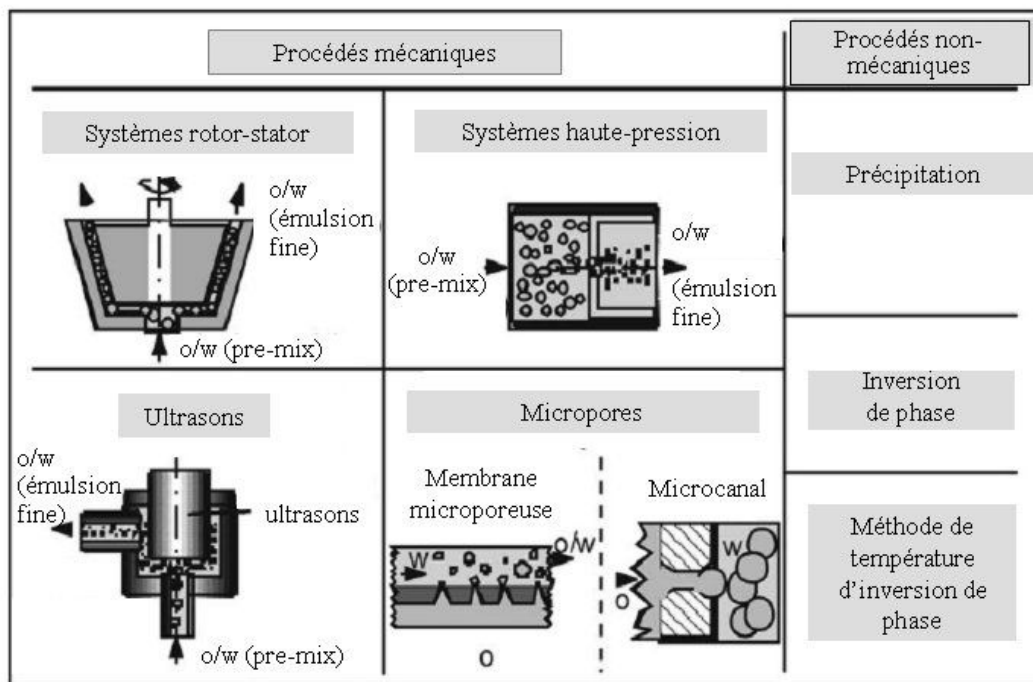 Procédés mécaniques
Procédés non-
mécaniques
Systèmes rotor-stator
o/w
(émulsion
fine)
o/w (pre-mix)
Systèmes haute-pression
o/w
(pre-mix)
o/w
(émulsion
fine)
Précipitation
Inversion
de phase
Ultrasons
o/w
(émulsion
fine)
ultrasons
o/w (pre-mix)
Micropores
Membrane
microporeuse
W
o/w
o
Microcanal
W
o
Méthode de
température
d'inversion de
phase